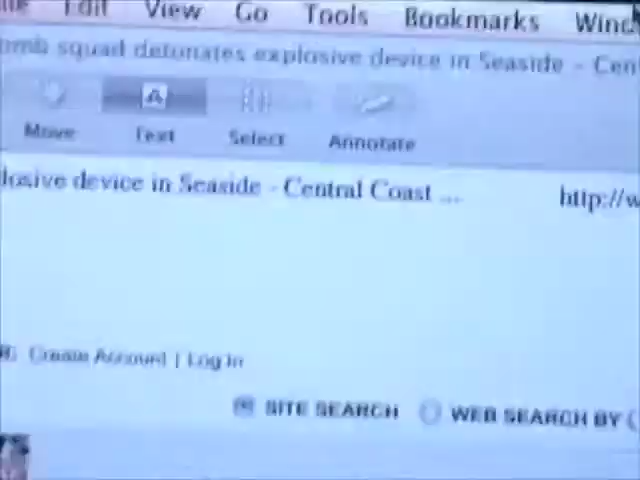 Edit View Go Tools Bookmarks
squad detonates explosive device in Seaside - Cen
Move Text Select Annotate
losive device in Seaside - Central Coast ... http://w
Create Account | Log In
SITE SEARCH WEB SEARCH BY